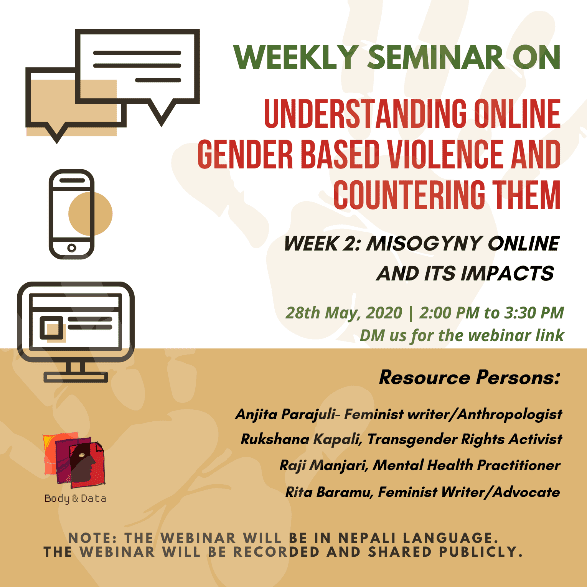 WEEKLY SEMINAR ON
UNDERSTANDING ONLINE
GENDER BASED VIOLENCE AND
COUNTERING THEM
WEEK 2: MISOGYNY ONLINE
AND ITS IMPACTS
28th May, 2020 | 2:00 PM to 3:30 PM
DM us for the webinar link
Resource Persons:
Anjita Parajuli- Feminist writer/Anthropologist
Rukshana Kapali, Transgender Rights Activist
Raji Manjari, Mental Health Practitioner
Rita Baramu, Feminist Writer/Advocate
Body & Data
NOTE: THE WEBINAR WILL BE IN NEPALI LANGUAGE.
THE WEBINAR WILL BE RECORDED AND SHARED PUBLICLY.